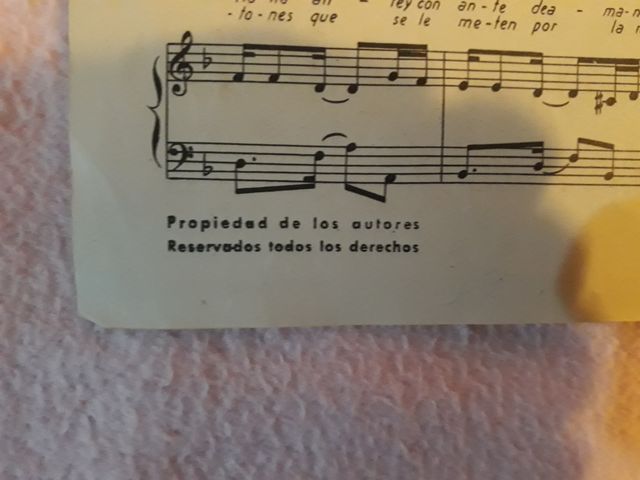 rey con an - te dea - ma -
- to - nes que se le me - ten por la
Propiedad de los autores
Reservados todos los derechos